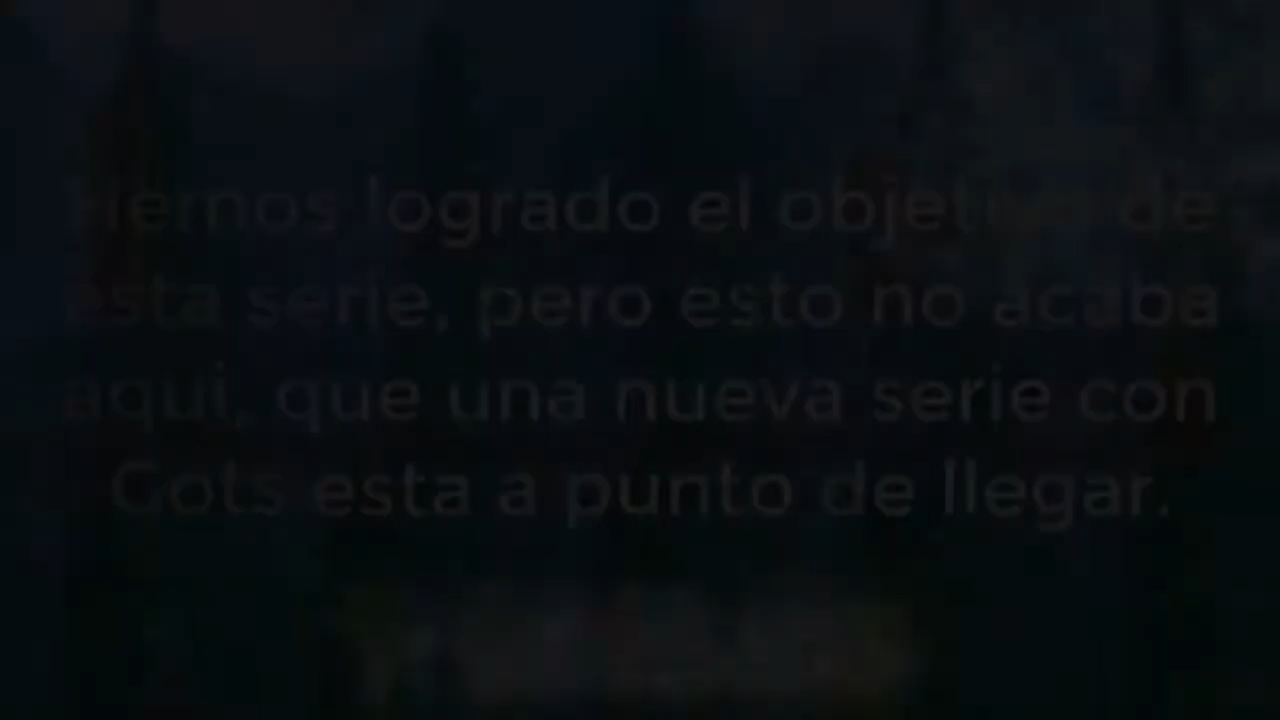 Hemos logrado el objetivo de
esta serie, pero esto no acaba
aqui, que una nueva serie con
Gots esta a punto de llegar.